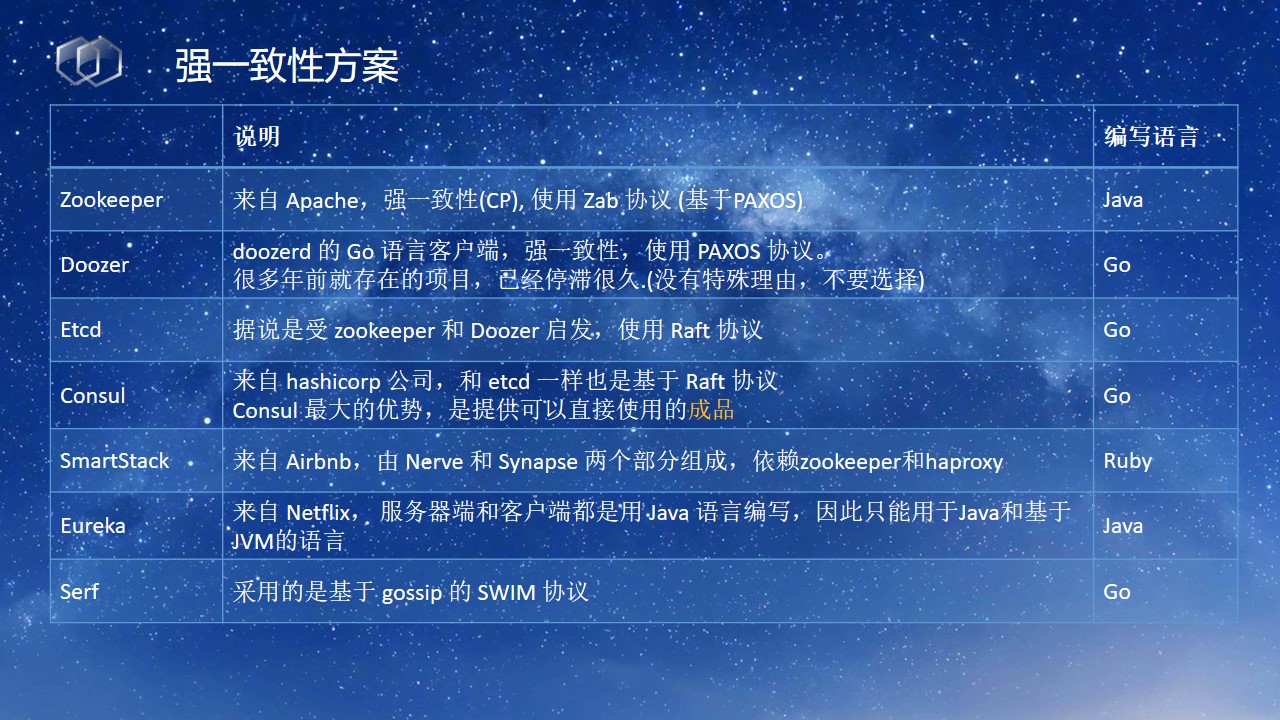 强一致性方案
说明
编写语言
Zookeeper
来自 Apache，强一致性(CP), 使用 Zab 协议 (基于PAXOS)
Java
Doozer
doozerd 的 Go 语言客户端，强一致性，使用 PAXOS 协议。
很多年前就存在的项目，已经停滞很久.(没有特殊理由，不要选择)
Go
Etcd
据说是受 zookeeper 和 Doozer 启发，使用 Raft 协议
Go
Consul
来自 hashicorp 公司，和 etcd 一样也是基于 Raft 协议
Consul 最大的优势，是提供可以直接使用的成品
Go
SmartStack
来自 Airbnb，由 Nerve 和 Synapse 两个部分组成，依赖zookeeper和haproxy
Ruby
Eureka
来自 Netflix， 服务器端和客户端都是用 Java 语言编写，因此只能用于Java和基于
JVM的语言
Java
Serf
采用的是基于 gossip 的 SWIM 协议
Go